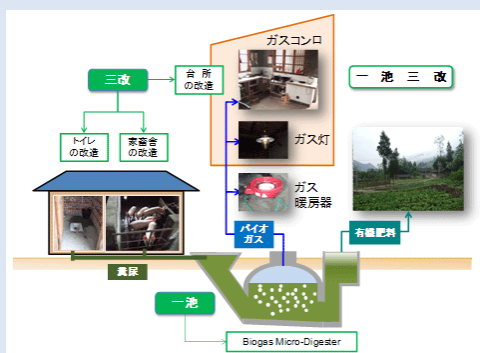 ガスコンロ
一 池 三 改
三改
台 所
の改造
ガス灯
トイレ
の改造
家畜舎
の改造
ガス
暖房器
バイオ
ガス
有機肥料
糞尿
一池
Biogas Micro-Digester